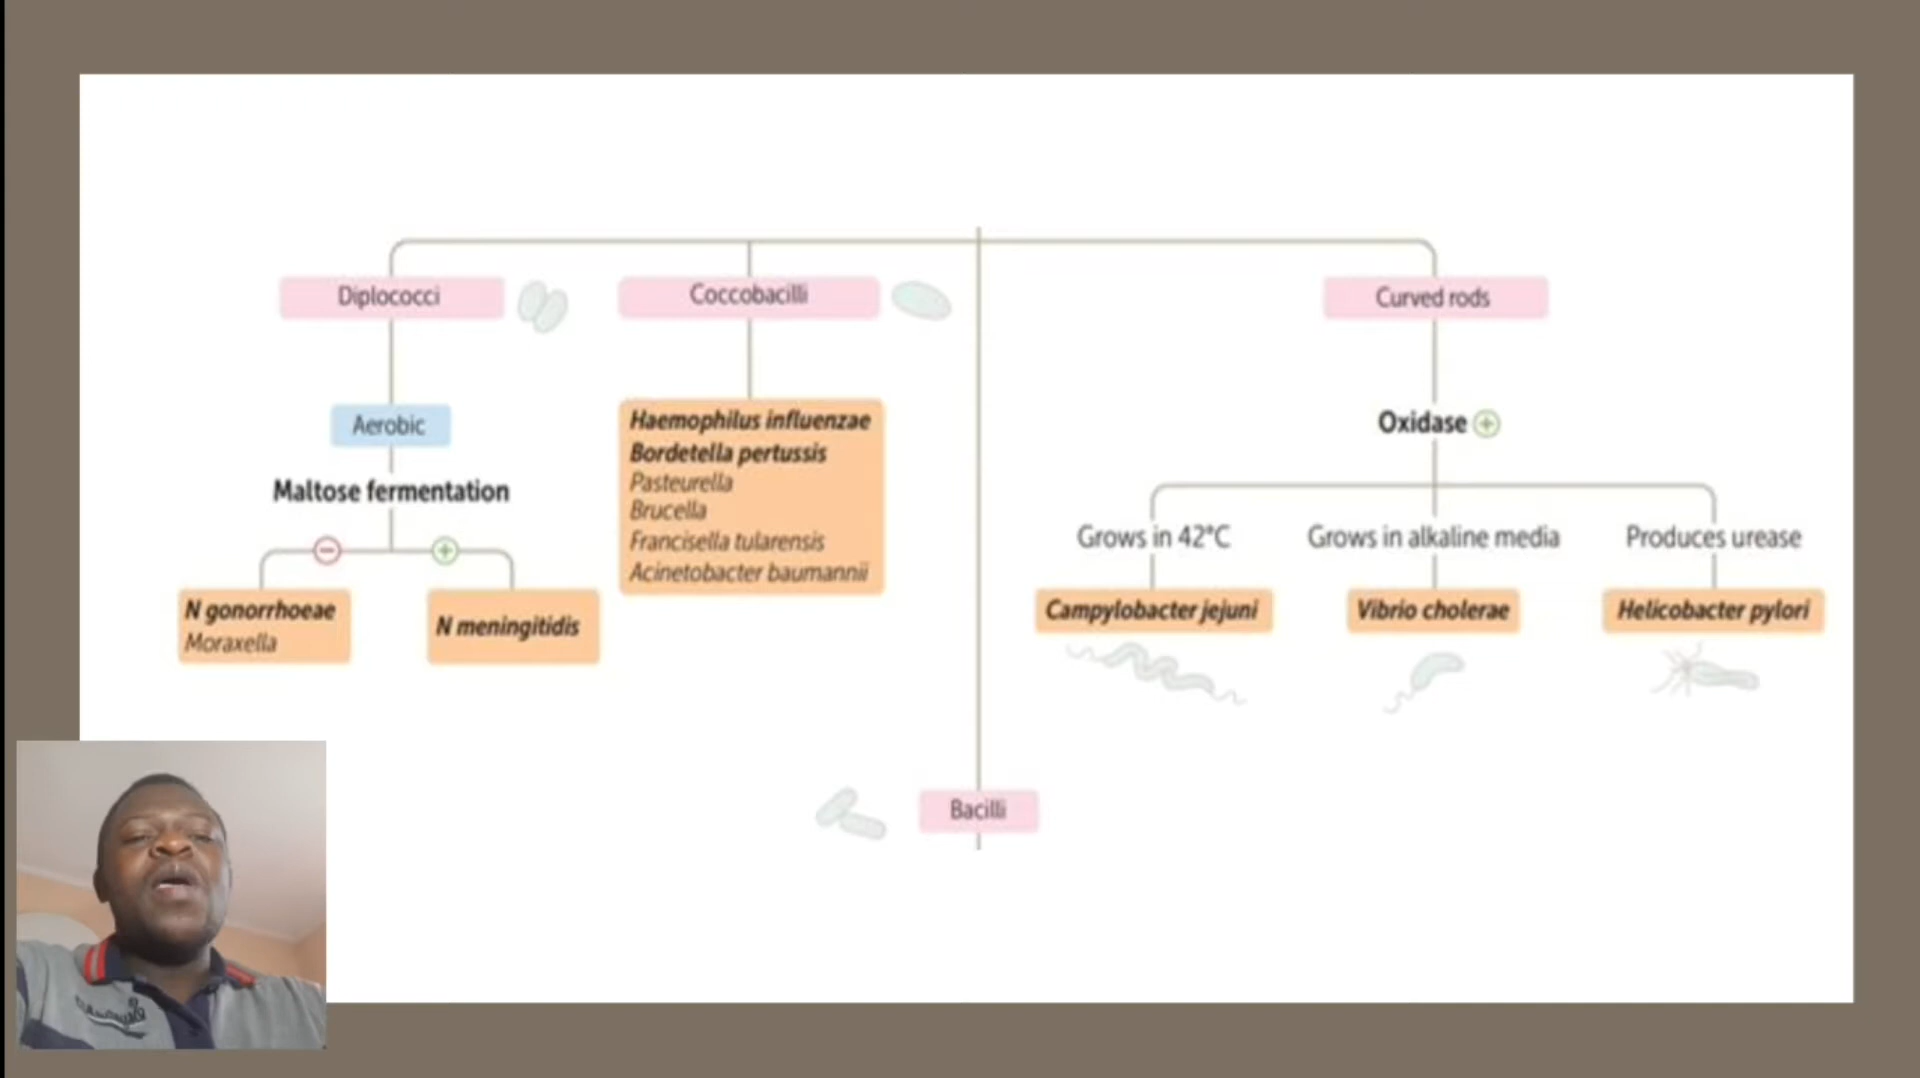 Diplococci
Coccobacilli
Curved rods
Aerobic
Maltose fermentation
N gonorrhoeae
Moraxella
N meningitidis
Haemophilus influenzae
Bordetella pertussis
Pasteurella
Brucella
Francisella tularensis
Acinetobacter baumannii
Oxidase +
Grows in 42°C
Grows in alkaline media
Produces urease
Campylobacter jejuni
Vibrio cholerae
Helicobacter pylori
Bacilli